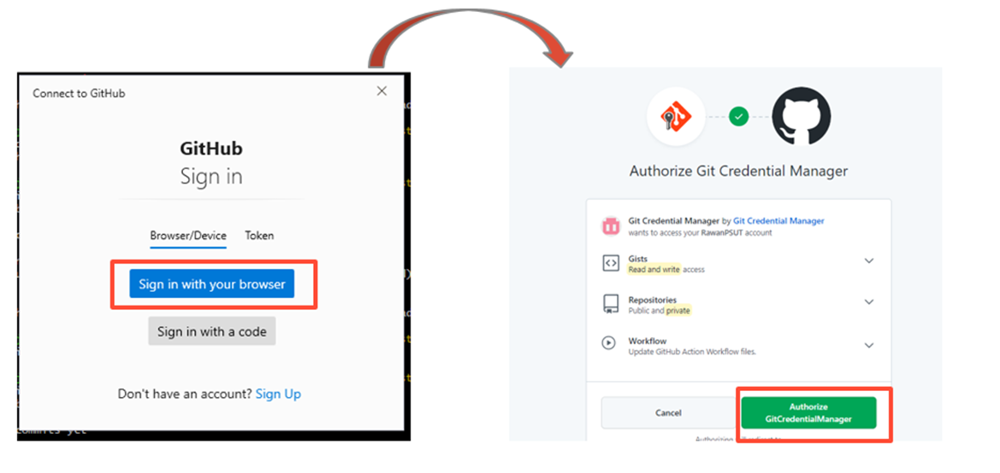 Connect to GitHub
GitHub
Sign in
Browser/Device Token
Sign in with your browser
Sign in with a code
Don't have an account? Sign Up
commits yet
Authorize Git Credential Manager
Git Credential Manager by Git Credential Manager
wants to access your RawanPSUT account
Gists
Read and write access
Repositories
Public and private
Workflow
Update GitHub Action Workflow files.
Cancel
Authorize
GitCredentialManager
Authorizing